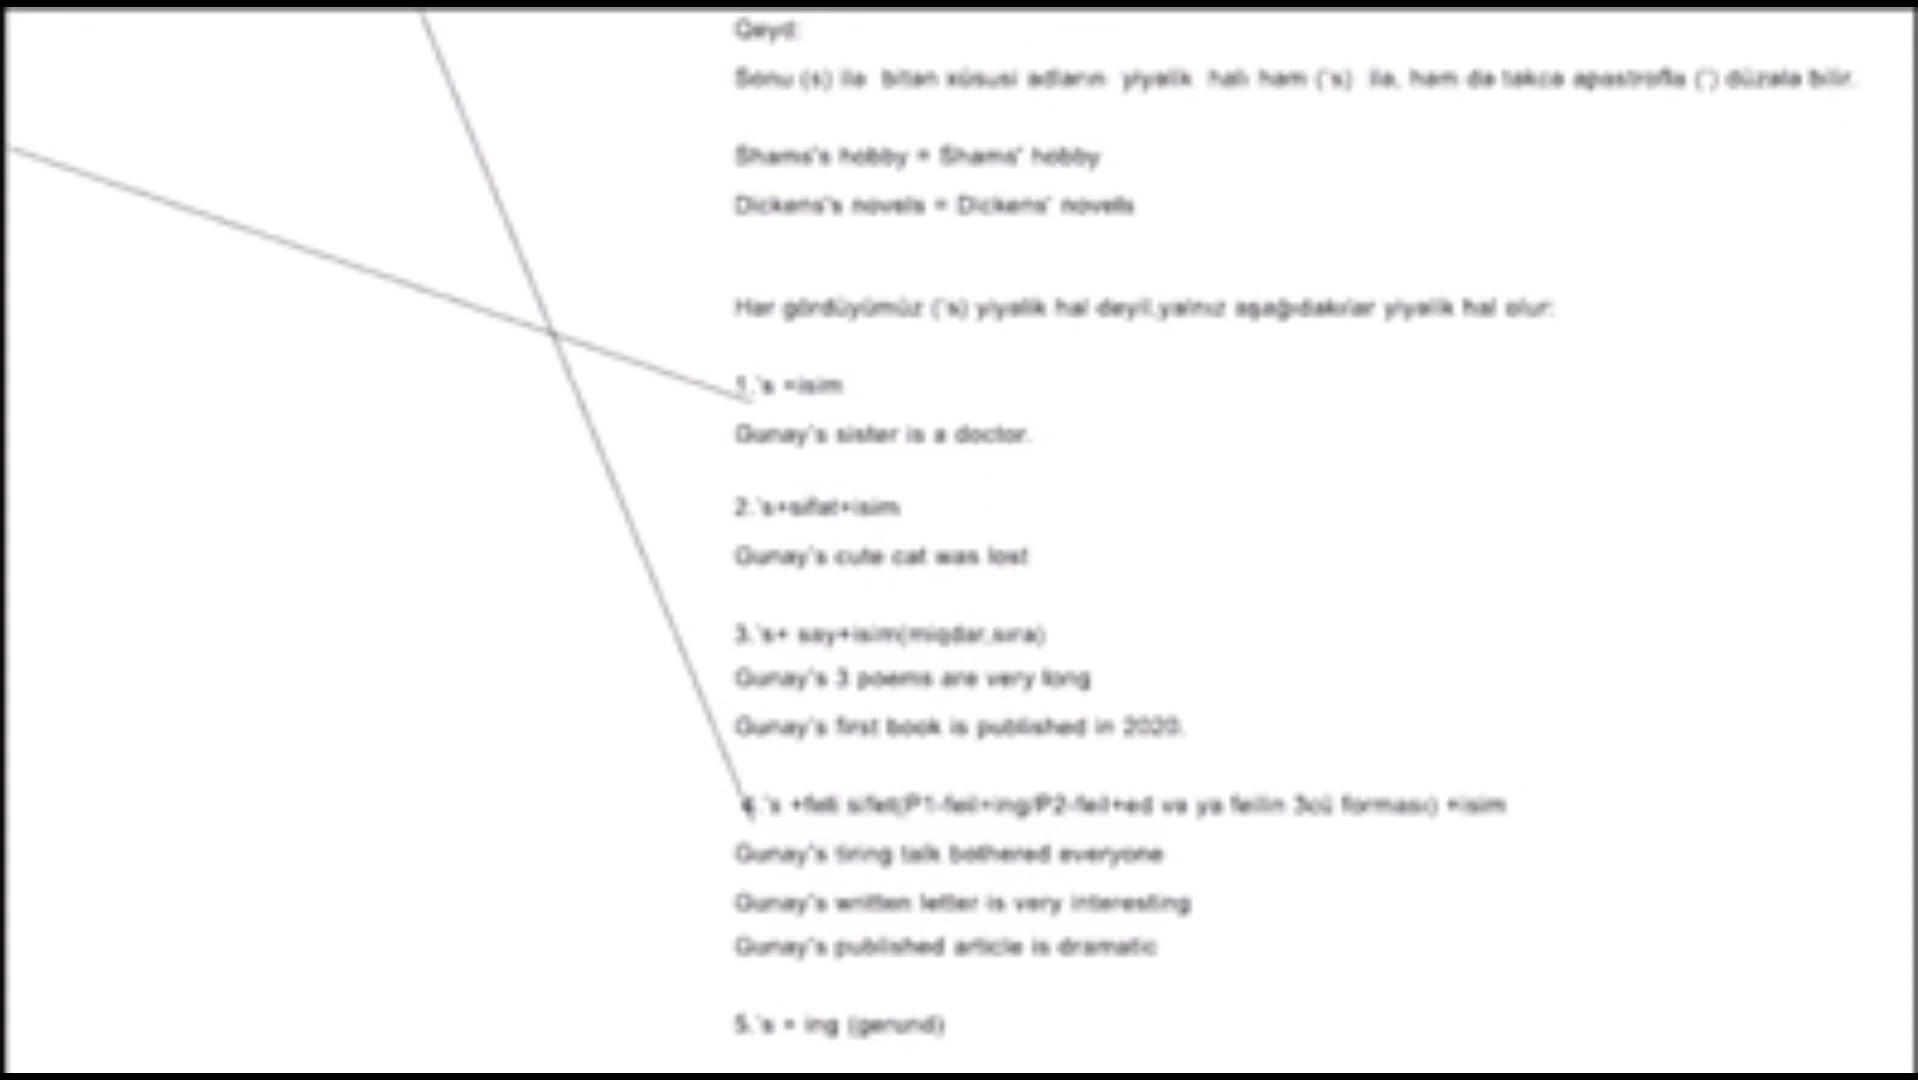 Qeyd:
Sonu (s) ilə bitən xüsusi adların yiyəlik halı həm ('s) ilə, həm də təkcə apastrofla (') düzələ bilir.
Shams's hobby = Shams' hobby
Dickens's novels = Dickens' novells
Hər gördüyümüz ('s) yiyəlik hal deyil,yalnız aşağıdakılar yiyəlik hal olur:
1.'s +isim
Gunay's sister is a doctor.
2.'s+sifət+isim
Gunay's cute cat was lost
3.'s+ say+isim(miqdar,sıra)
Gunay's 3 poems are very long
Gunay's first book is published in 2020.
4.'s +feli sifet(P1-feil+ing/P2-feil+ed və ya feilin 3cü forması) +isim
Gunay's tiring talk bothered everyone
Gunay's written letter is very interesting
Gunay's published article is dramatic
5.'s + ing (gerund)